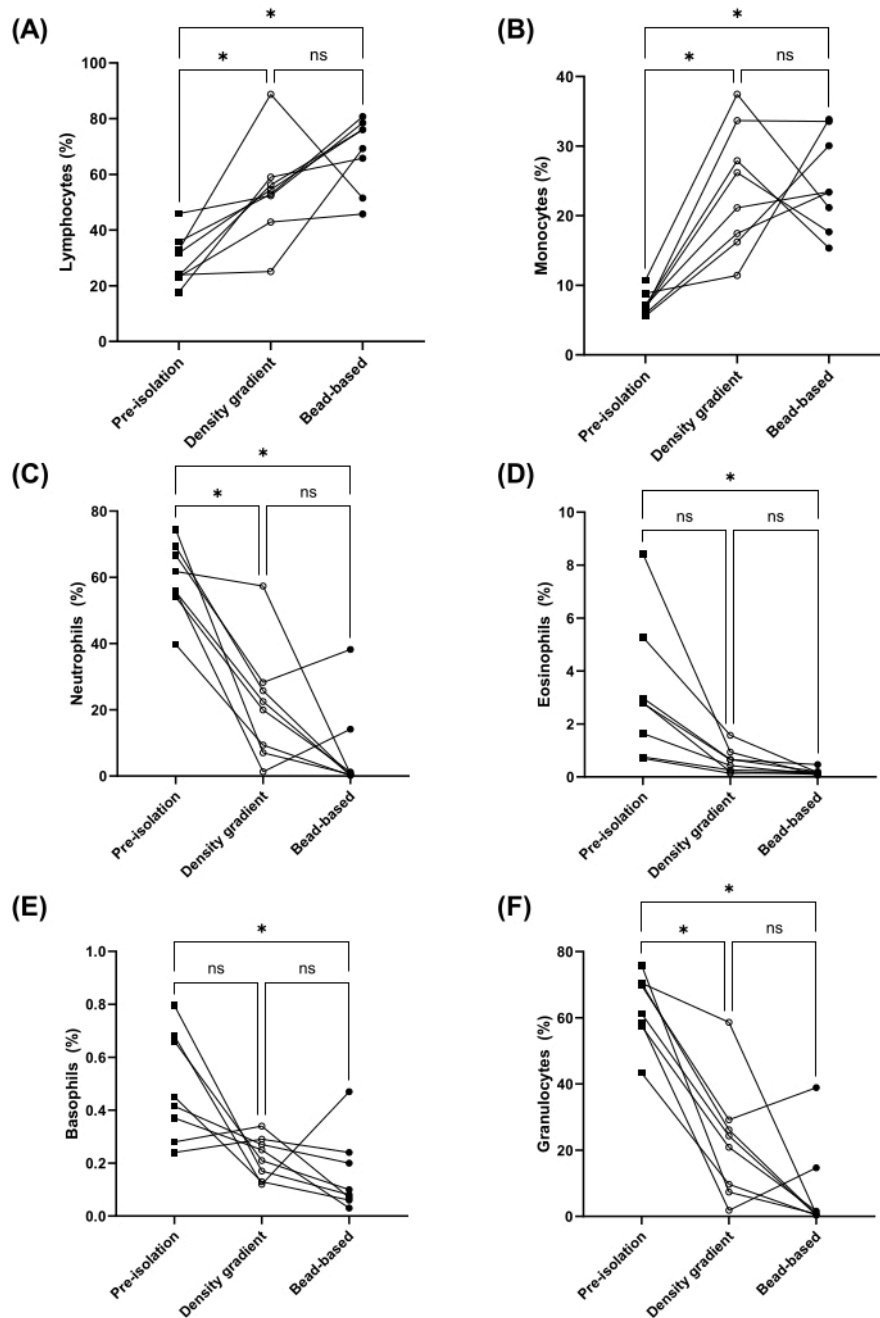 (A)
*
*
ns
100
80
60
40
20
0
Lymphocytes (%)
Pre-isolation
Density gradient
Bead-based
(B)
*
*
ns
40
30
20
10
0
Monocytes (%)
Pre-isolation
Density gradient
Bead-based
(C)
*
*
ns
80
60
40
20
0
Neutrophils (%)
Pre-isolation
Density gradient
Bead-based
(D)
*
ns
ns
10
8
6
4
2
0
Eosinophils (%)
Pre-isolation
Density gradient
Bead-based
(E)
*
ns
ns
1.0
0.8
0.6
0.4
0.2
0.0
Basophils (%)
Pre-isolation
Density gradient
Bead-based
(F)
*
*
ns
80
60
40
20
0
Granulocytes (%)
Pre-isolation
Density gradient
Bead-based